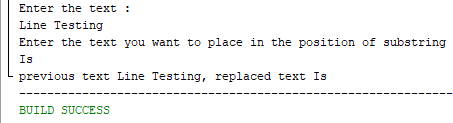 Enter the text :
Line Testing
Enter the text you want to place in the position of substring
Is
previous text Line Testing, replaced text Is
------------------------------------------------------------------------
BUILD SUCCESS